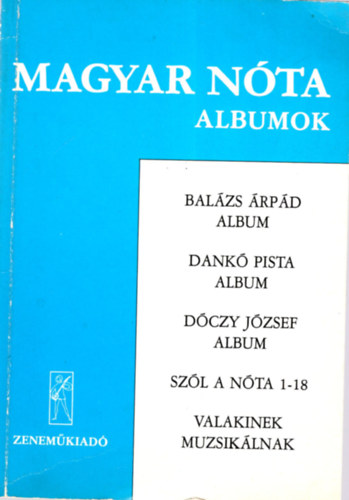 MAGYAR NÓTA
ALBUMOK
BALÁZS ÁRPÁD
ALBUM
DANKÓ PISTA
ALBUM
DÓCZY JÓZSEF
ALBUM
SZÓL A NÓTA 1-18
VALAKINEK
MUZSIKÁLNAK
ZENEMŰKIADÓ